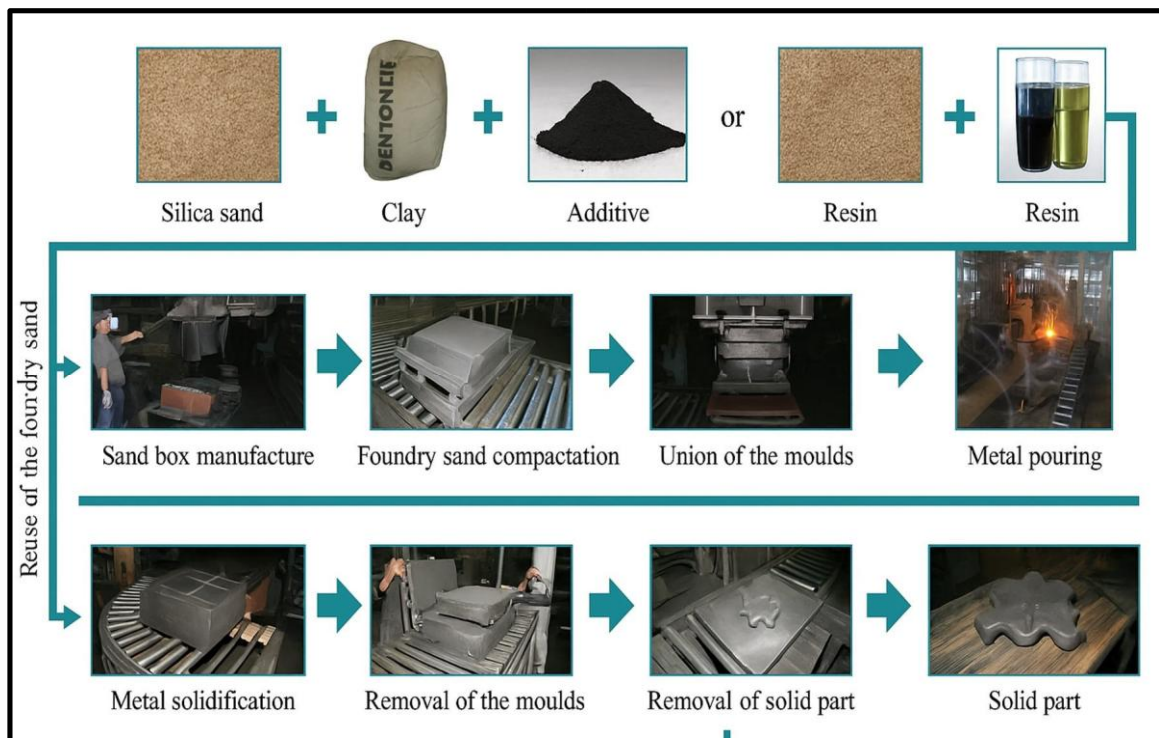 DENTONCIE
or
Silica sand
Clay
Additive
Resin
Resin
Reuse of the foundry sand
Sand box manufacture
Foundry sand compactation
Union of the moulds
Metal pouring
Metal solidification
Removal of the moulds
Removal of solid part
Solid part